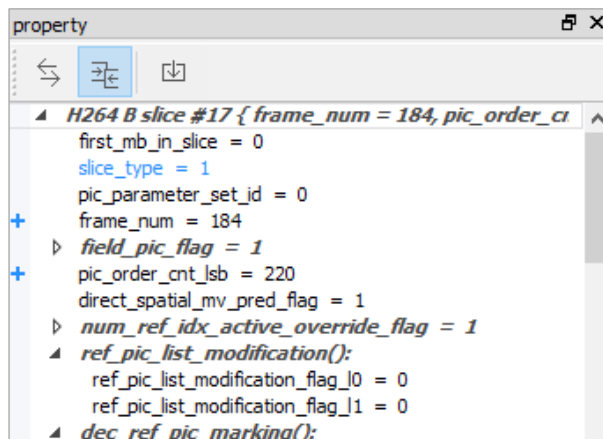 property
H264 B slice #17 { frame_num = 184, pic_order_cn
first_mb_in_slice = 0
slice_type = 1
pic_parameter_set_id = 0
frame_num = 184
field_pic_flag = 1
pic_order_cnt_lsb = 220
direct_spatial_mv_pred_flag = 1
num_ref_idx_active_override_flag = 1
ref_pic_list_modification():
ref_pic_list_modification_flag_l0 = 0
ref_pic_list_modification_flag_l1 = 0
dec_ref_pic_marking():